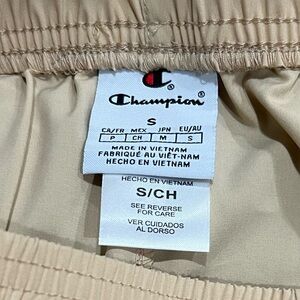 Champion
S
CA/FR MEX JPN EU/AU
P CH M S
MADE IN VIETNAM
FABRIQUÉ AU VIÊT-NAM
HECHO EN VIETNAM
HECHO EN VIETNAM
S/CH
SEE REVERSE
FOR CARE
VER CUIDADOS
AL DORSO